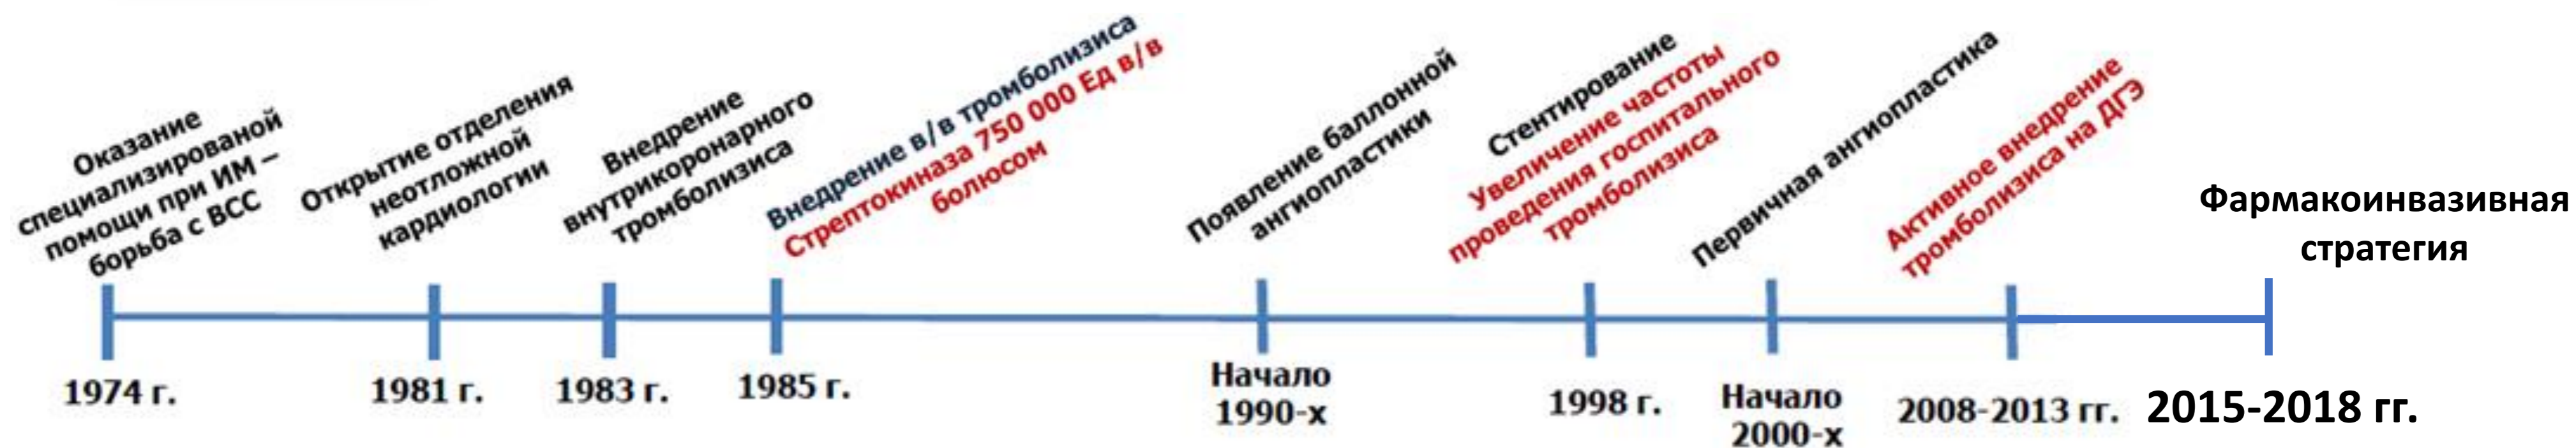 Оказание
специализированой
помощи при ИМ –
борьба с ВСС
Открытие отделения
неотложной
кардиологии
Внедрение
внутрикоронарного
тромболизиса
Внедрение в/в тромболизиса
Стрептокиназа 750 000 Ед в/в
болюсом
Появление баллонной
ангиопластики
Стентирование
Увеличение частоты
проведения госпитального
тромболизиса
Первичная ангиопластика
Активное внедрение
тромболизиса на ДГЭ
Фармакоинвазивная
стратегия
1974 г.
1981 г.
1983 г.
1985 г.
Начало
1990-х
1998 г.
Начало
2000-х
2008-2013 гг.
2015-2018 гг.